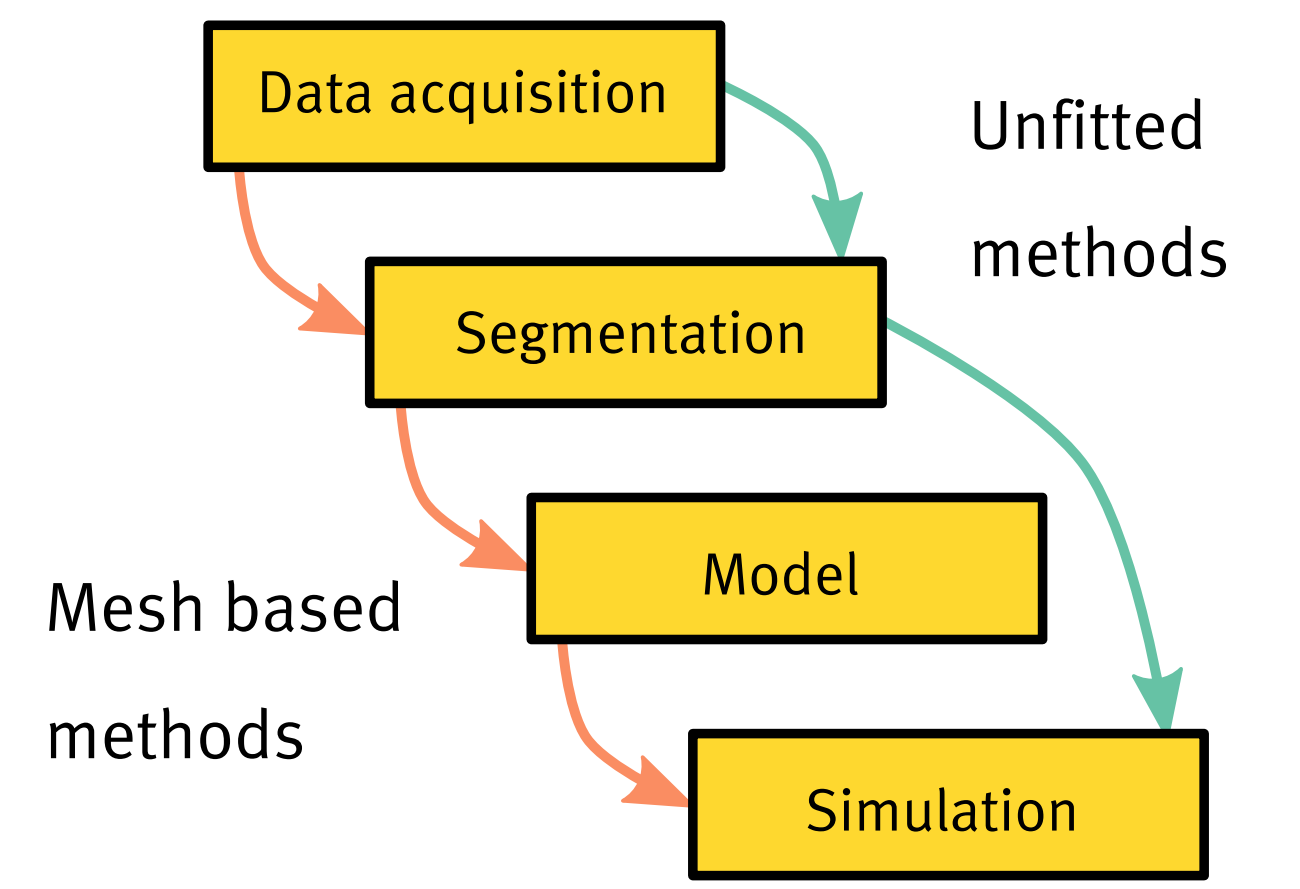 Data acquisition
Unfitted
methods
Segmentation
Model
Mesh based
methods
Simulation